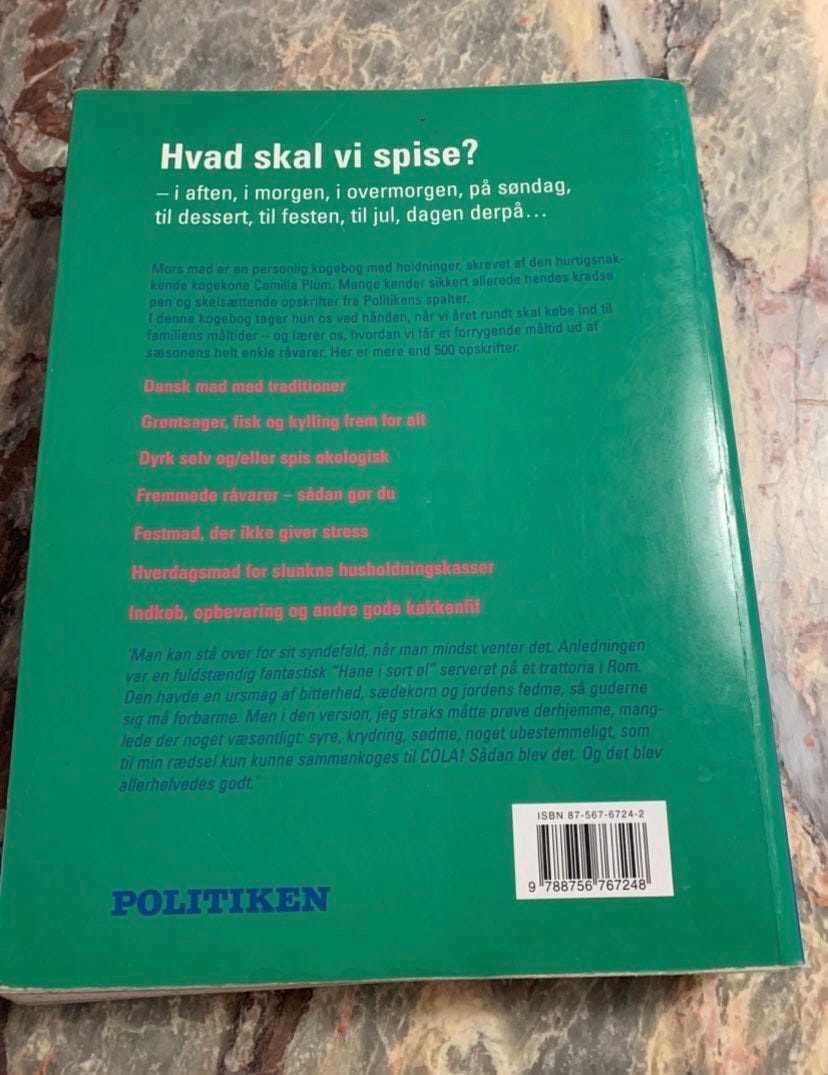 Hvad skal vi spise?
– i aften, i morgen, i overmorgen, på søndag,
til dessert, til festen, til jul, dagen derpå...
Mors mad er en personlig kogebog med holdninger, skrevet af den hurtigsnak-
kende kogekone Camilla Plum. Mange kender sikkert allerede hendes kradse
pen og skelsættende opskrifter fra Politikens spalter.
I denne kogebog tager hun os ved hånden, når vi året rundt skal købe ind til
familiens måltider – og lærer os, hvordan vi får et forrygende måltid ud af
sæsonens helt enkle råvarer. Her er mere end 500 opskrifter.
Dansk mad med traditioner
Grøntsager, fisk og kylling frem for alt
Dyrk selv og/eller spis økologisk
Fremmede råvarer – sådan gør du
Festmad, der ikke giver stress
Hverdagsmad for slunkne husholdningskasser
Indkøb, opbevaring og andre gode køkkenfif
'Man kan stå over for sit syndefald, når man mindst venter det. Anledningen
var en fuldstændig fantastisk "Hane i sort øl" serveret på et trattoria i Rom.
Den havde en ursmag af bitterhed, sædekorn og jordens fedme, så guderne
sig må forbarme. Men i den version, jeg straks måtte prøve derhjemme, mang-
lede der noget væsentligt: syre, krydring, sødme, noget ubestemmeligt, som
til min rædsel kun kunne sammenkoges til COLA! Sådan blev det. Og det blev
allerhelvedes godt.'
ISBN 87-567-6724-2
9 788756 767248
POLITIKEN